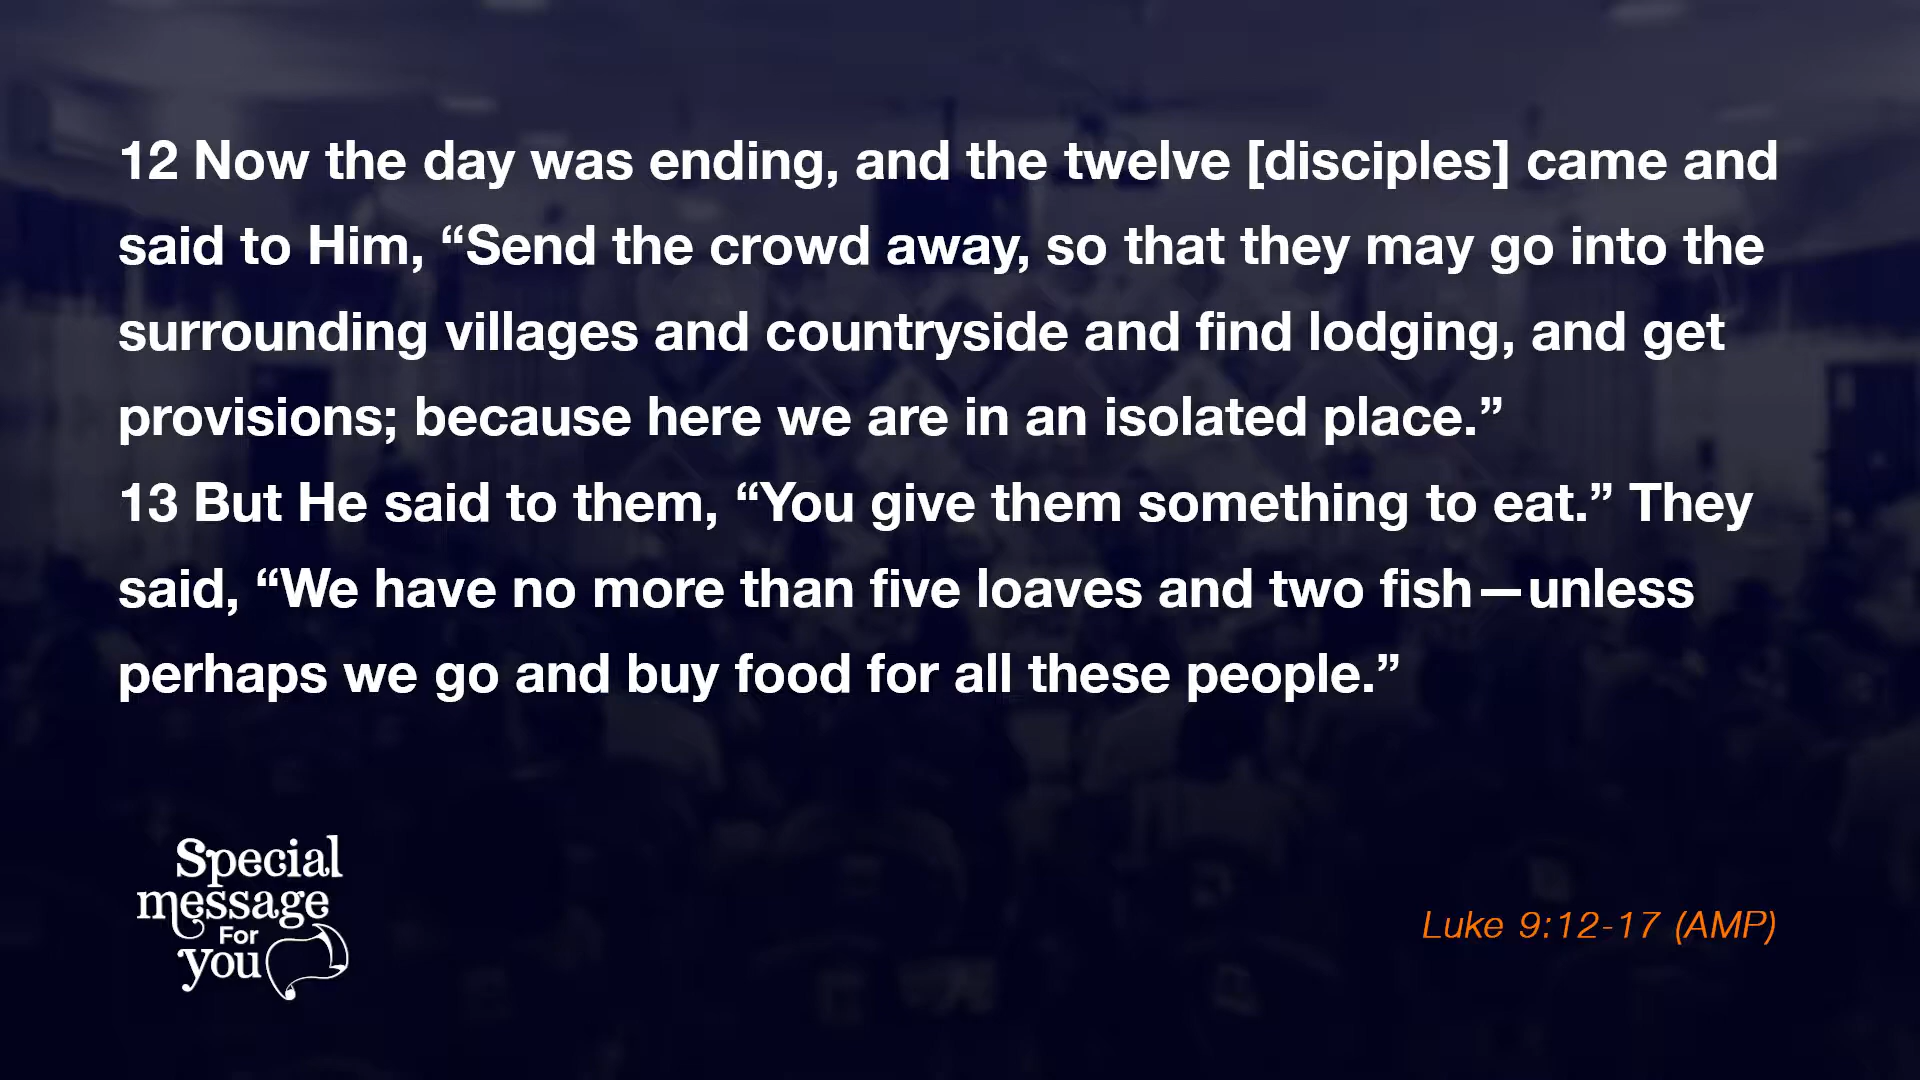 12 Now the day was ending, and the twelve [disciples] came and
said to Him, “Send the crowd away, so that they may go into the
surrounding villages and countryside and find lodging, and get
provisions; because here we are in an isolated place.”
13 But He said to them, “You give them something to eat.” They
said, “We have no more than five loaves and two fish—unless
perhaps we go and buy food for all these people.”
Special
message
For
you
Luke 9:12-17 (AMP)